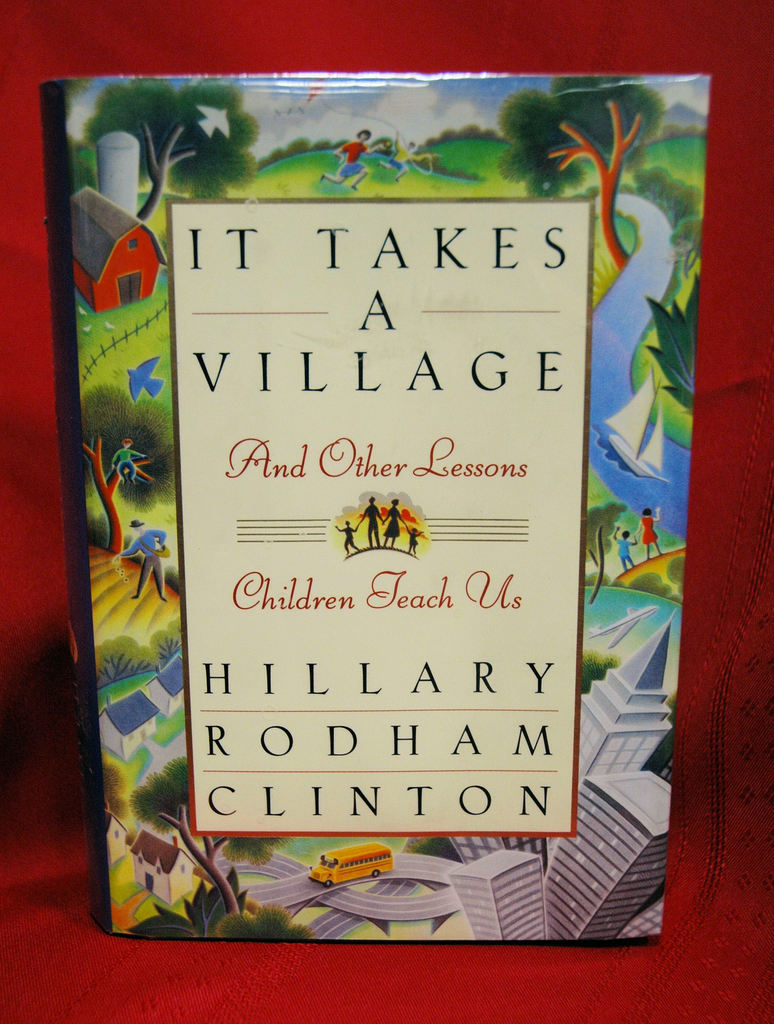 IT TAKES
A
VILLAGE
And Other Lessons
Children Teach Us
HILLARY
RODHAM
CLINTON